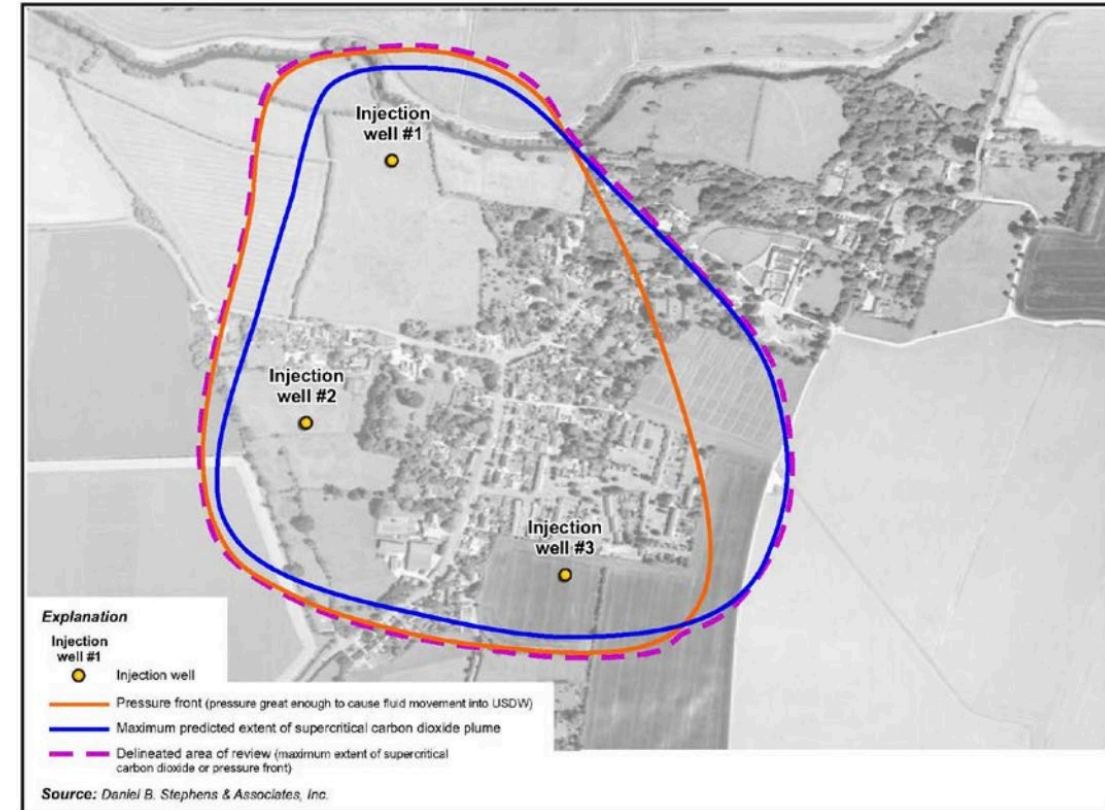 Injection
well #1
Injection
well #2
Injection
well #3
Explanation
Injection
well #1
Injection well
Pressure front (pressure great enough to cause fluid movement into USDW)
Maximum predicted extent of supercritical carbon dioxide plume
Delineated area of review (maximum extent of supercritical
carbon dioxide or pressure front)
Source: Daniel B. Stephens & Associates, Inc.